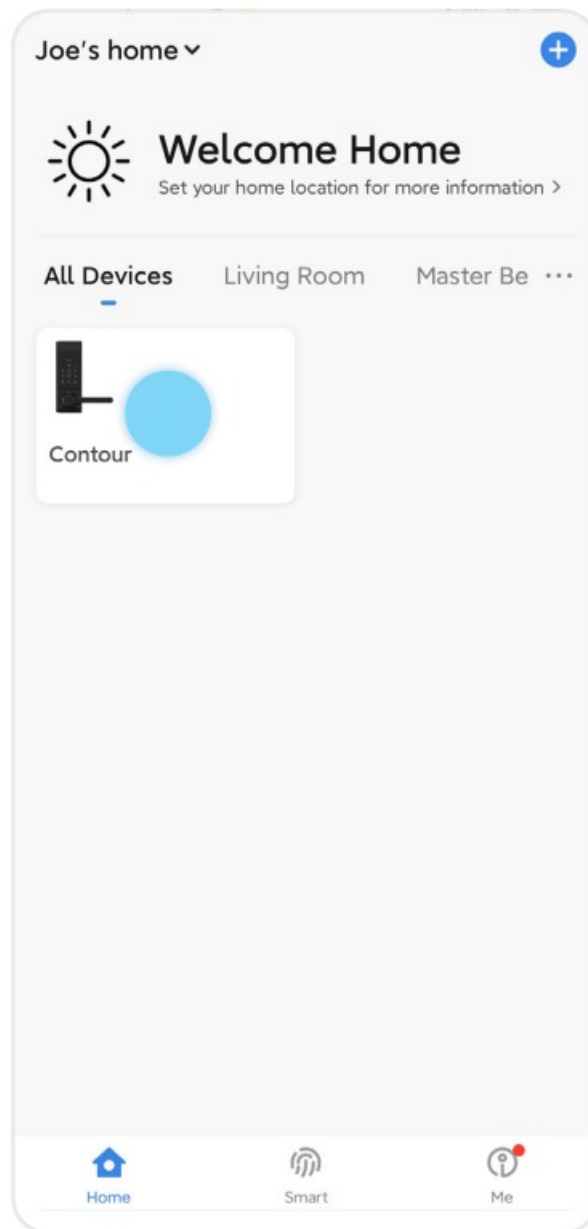 Joe's home
Welcome Home
Set your home location for more information >
All Devices Living Room Master Be ...
Contour
Home Smart Me